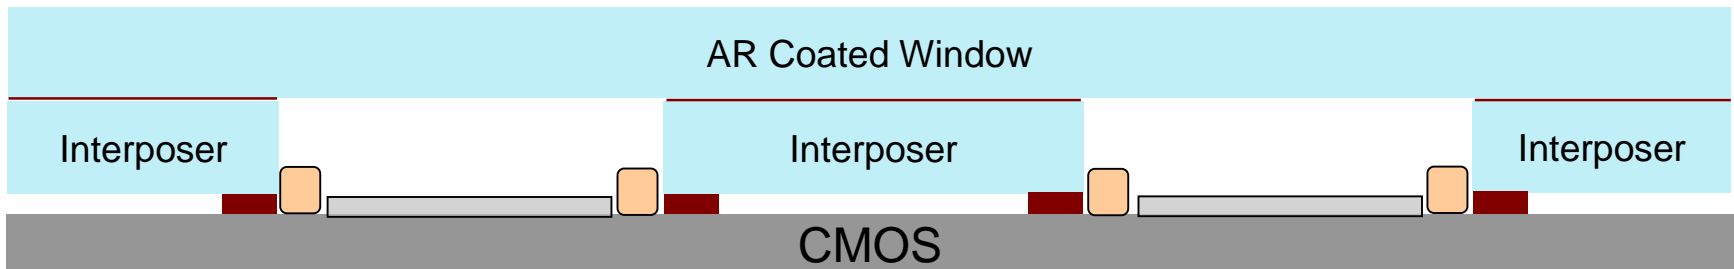 AR Coated Window
Interposer
Interposer
Interposer
CMOS